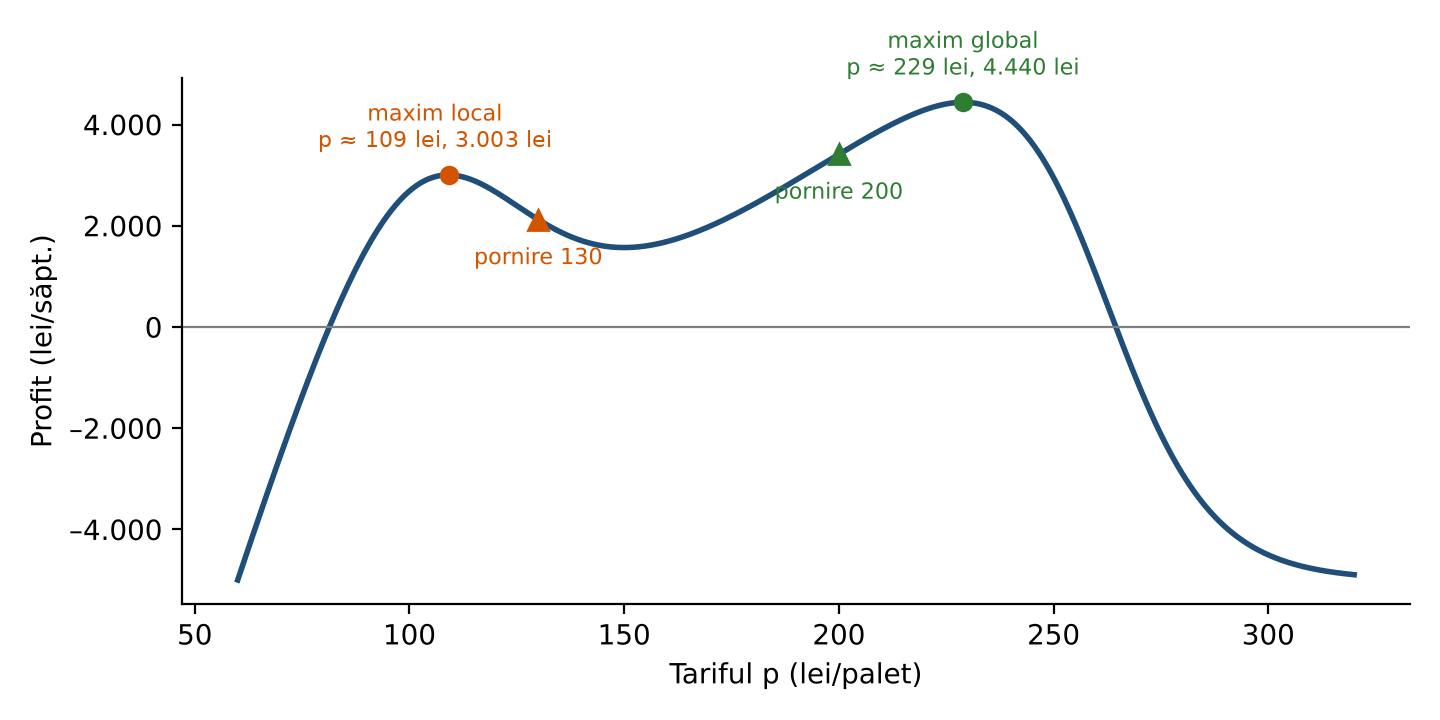 maxim global
p ≈ 229 lei, 4.440 lei
maxim local
p ≈ 109 lei, 3.003 lei
pornire 200
pornire 130
Profit (lei/săpt.)
4.000
2.000
0
–2.000
–4.000
50 100 150 200 250 300
Tariful p (lei/palet)